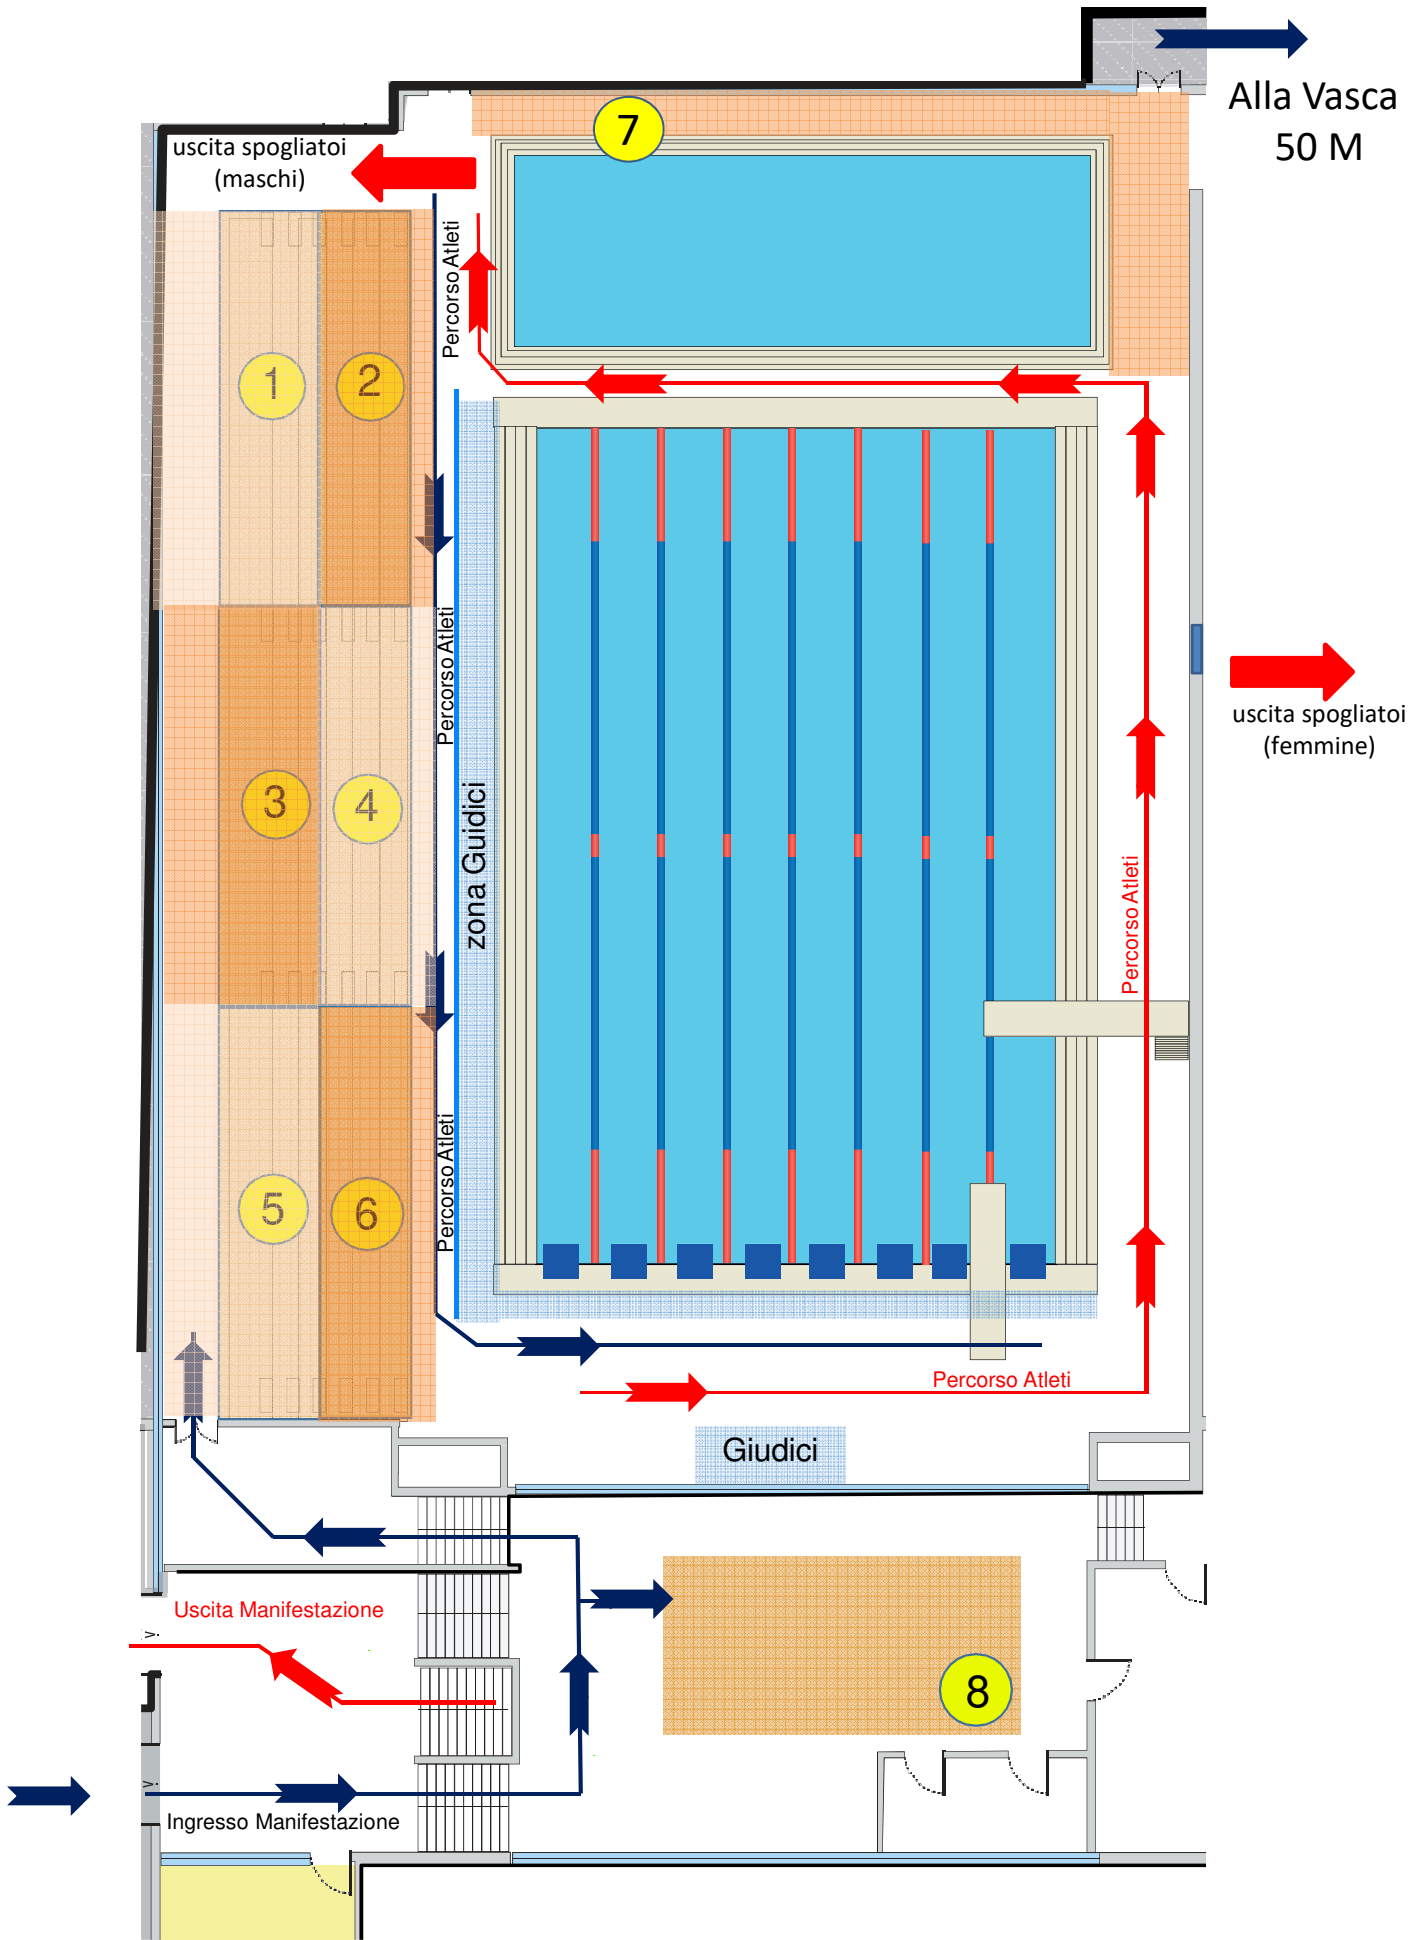 Alla Vasca
50 M
7
uscita spogliatoi
(maschi)
Percorso Atleti
1
2
Percorso Atleti
uscita spogliatoi
(femmine)
3
4
zona Guidici
Percorso Atleti
Percorso Atleti
5
6
Percorso Atleti
Giudici
Uscita Manifestazione
8
Ingresso Manifestazione